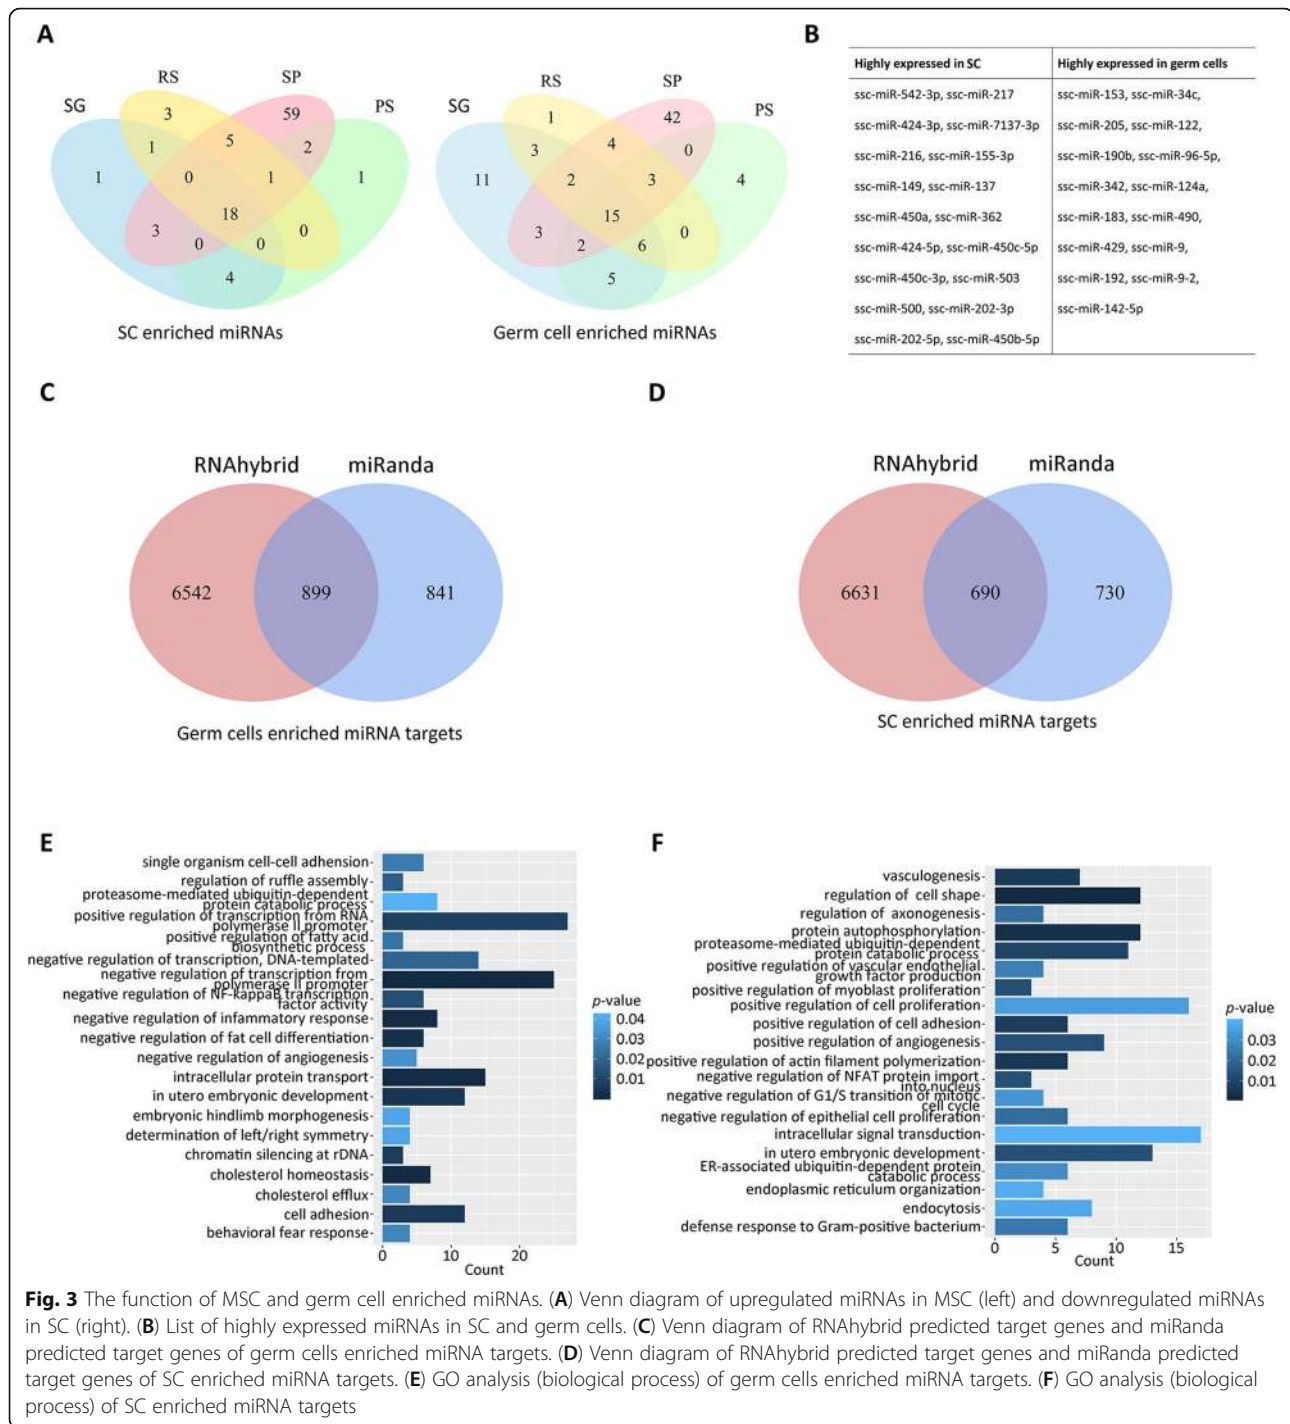 A
RS
SP
SG
PS
3
59
1
5
2
1
0
1
1
18
3
0
0
0
4
SC enriched miRNAs
RS
SP
SG
PS
1
42
3
4
0
11
2
3
4
15
3
2
6
0
5
Germ cell enriched miRNAs
B
Highly expressed in SC
Highly expressed in germ cells
ssc-miR-542-3p, ssc-miR-217
ssc-miR-153, ssc-miR-34c,
ssc-miR-424-3p, ssc-miR-7137-3p
ssc-miR-205, ssc-miR-122,
ssc-miR-216, ssc-miR-155-3p
ssc-miR-190b, ssc-miR-96-5p,
ssc-miR-149, ssc-miR-137
ssc-miR-342, ssc-miR-124a,
ssc-miR-450a, ssc-miR-362
ssc-miR-183, ssc-miR-490,
ssc-miR-424-5p, ssc-miR-450c-5p
ssc-miR-429, ssc-miR-9,
ssc-miR-450c-3p, ssc-miR-503
ssc-miR-192, ssc-miR-9-2,
ssc-miR-500, ssc-miR-202-3p
ssc-miR-142-5p
ssc-miR-202-5p, ssc-miR-450b-5p
C
RNAhybrid
miRanda
6542
899
841
Germ cells enriched miRNA targets
D
RNAhybrid
miRanda
6631
690
730
SC enriched miRNA targets
E
single organism cell-cell adhension
regulation of ruffle assembly
proteasome-mediated ubiquitin-dependent
protein catabolic process
positive regulation of transcription from RNA
polymerase II promoter
positive regulation of fatty acid
biosynthetic process
negative regulation of transcription, DNA-templated
negative regulation of transcription from
polymerase II promoter
negative regulation of NF-kappaB transcription
factor activity
negative regulation of infammatory response
negative regulation of fat cell differentiation
negative regulation of angiogenesis
intracellular protein transport
in utero embryonic development
embryonic hindlimb morphogenesis
determination of left/right symmetry
chromatin silencing at rDNA
cholesterol homeostasis
cholesterol efflux
cell adhesion
behavioral fear response
0
10
20
Count
p-value
0.04
0.03
0.02
0.01
F
vasculogenesis
regulation of cell shape
regulation of axonogenesis
protein autophosphorylation
proteasome-mediated ubiquitin-dependent
protein catabolic process
positive regulation of vascular endothelial
growth factor production
positive regulation of myoblast proliferation
positive regulation of cell proliferation
positive regulation of cell adhesion
positive regulation of angiogenesis
positive regulation of actin filament polymerization
negative regulation of NFAT protein import
into nucleus
negative regulation of G1/S transition of mitotic
cell cycle
negative regulation of epithelial cell proliferation
intracellular signal transduction
in utero embryonic development
ER-associated ubiquitin-dependent protein
catabolic process
endoplasmic reticulum organization
endocytosis
defense response to Gram-positive bacterium
0
5
10
15
Count
p-value
0.03
0.02
0.01
Fig. 3 The function of MSC and germ cell enriched miRNAs. (A) Venn diagram of upregulated miRNAs in MSC (left) and downregulated miRNAs
in SC (right). (B) List of highly expressed miRNAs in SC and germ cells. (C) Venn diagram of RNAhybrid predicted target genes and miRanda
predicted target genes of germ cells enriched miRNA targets. (D) Venn diagram of RNAhybrid predicted target genes and miRanda predicted
target genes of SC enriched miRNA targets. (E) GO analysis (biological process) of germ cells enriched miRNA targets. (F) GO analysis (biological
process) of SC enriched miRNA targets